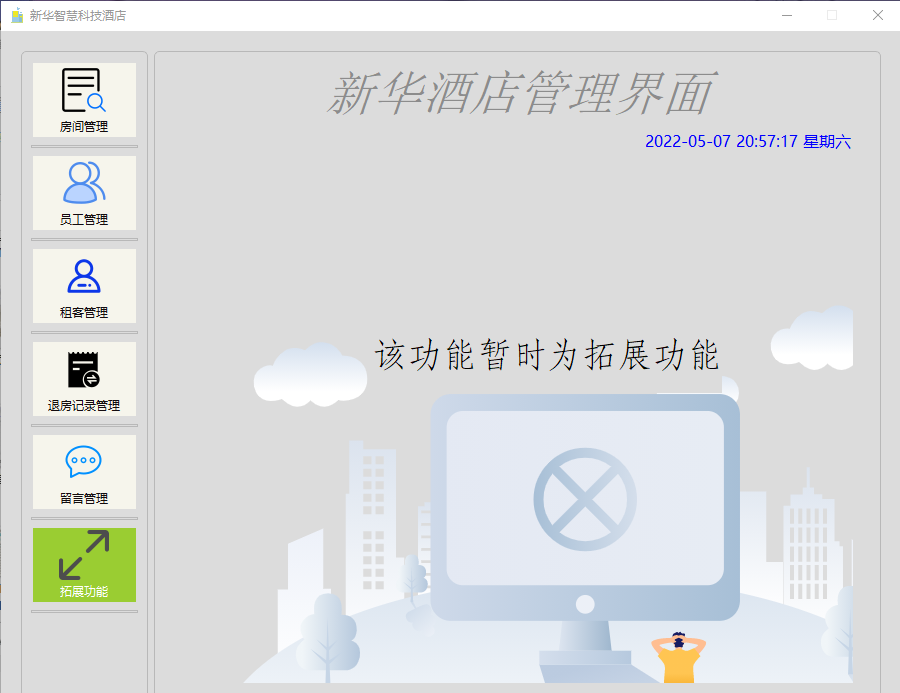 新华智慧科技酒店
新华酒店管理界面
2022-05-07 20:57:17 星期六
房间管理
员工管理
租客管理
退房记录管理
留言管理
拓展功能
该功能暂时为拓展功能